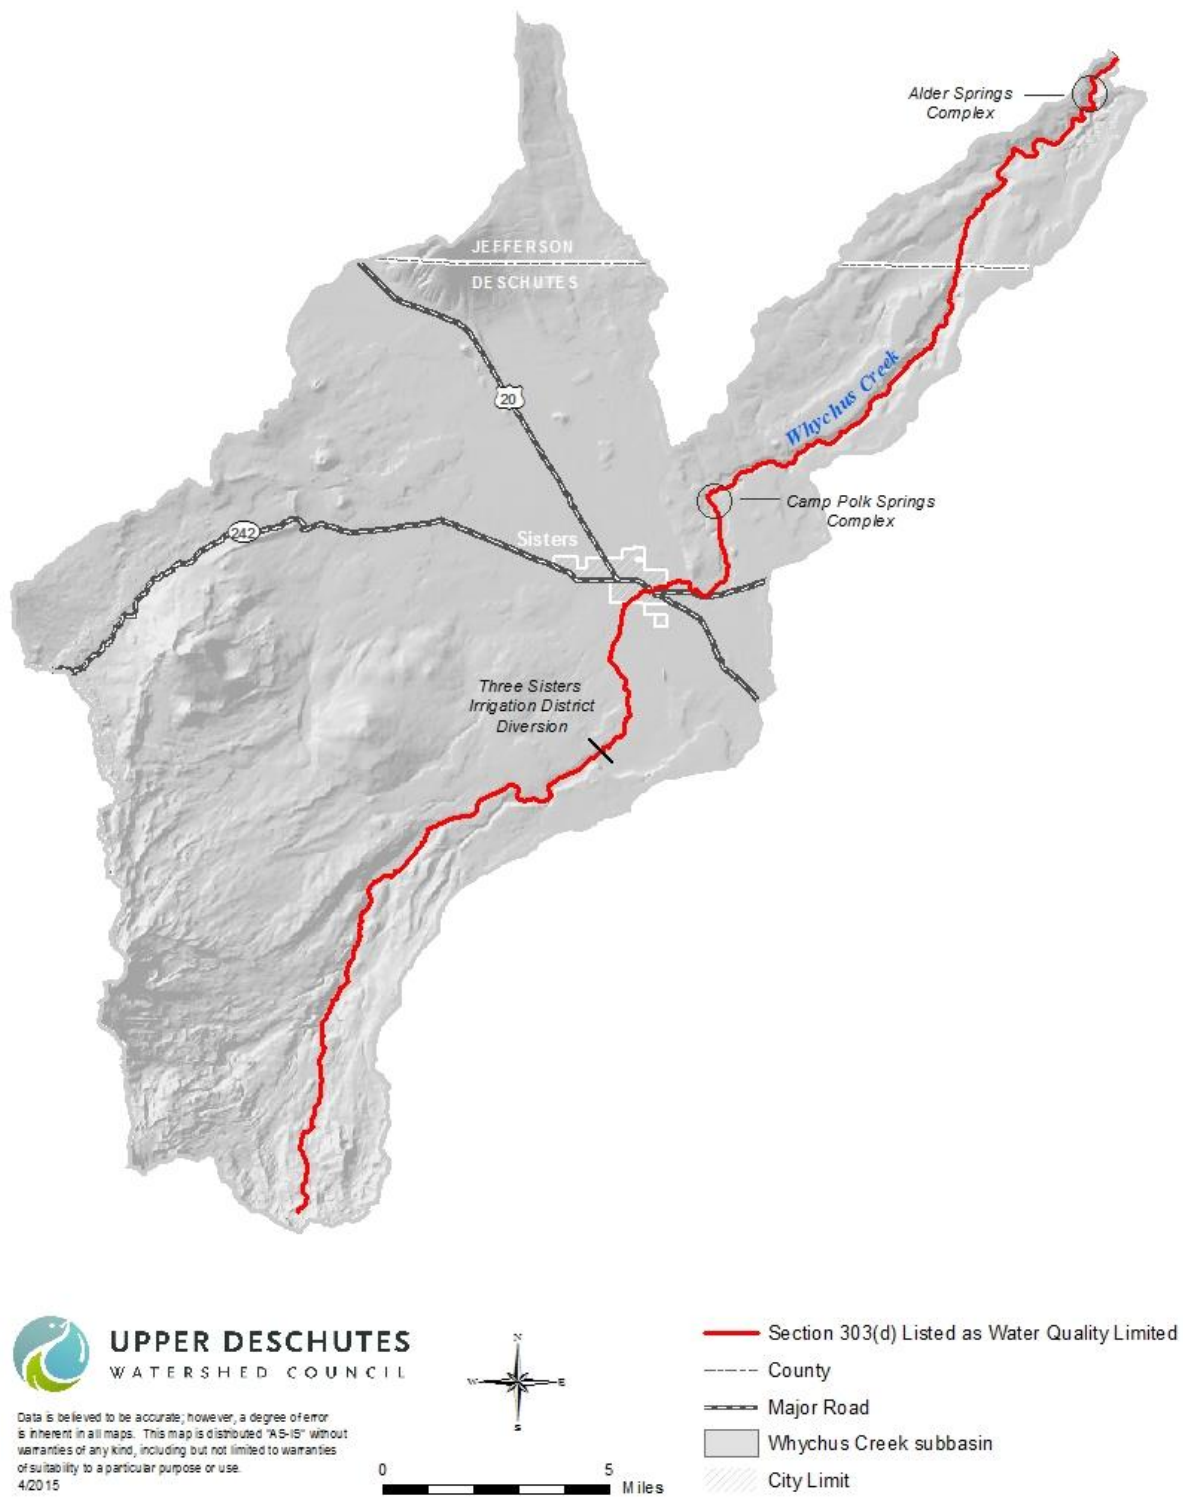 Alder Springs
Complex
JEFFERSON
DESCHUTES
20
Whychus Creek
242
Sisters
Camp Polk Springs
Complex
Three Sisters
Irrigation District
Diversion
UPPER DESCHUTES
WATERSHED COUNCIL
Data is believed to be accurate; however, a degree of error
is inherent in all maps. This map is distributed "AS-IS" without
warranties of any kind, including but not limited to warranties
of suitability to a particular purpose or use.
4/2015
N
W
E
S
0
5
Miles
Section 303(d) Listed as Water Quality Limited
County
Major Road
Whychus Creek subbasin
City Limit